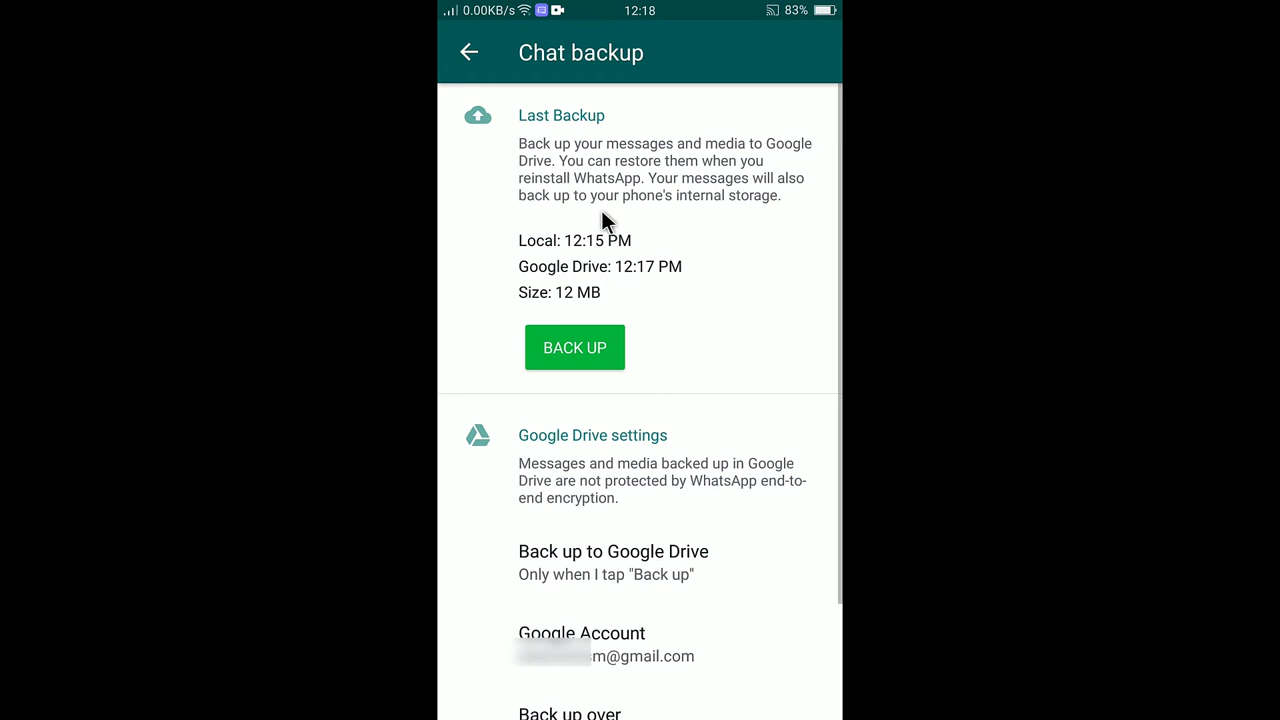 0.00KB/s
12:18
83%
Chat backup
Last Backup
Back up your messages and media to Google
Drive. You can restore them when you
reinstall WhatsApp. Your messages will also
back up to your phone's internal storage.
Local: 12:15 PM
Google Drive: 12:17 PM
Size: 12 MB
BACK UP
Google Drive settings
Messages and media backed up in Google
Drive are not protected by WhatsApp end-to-
end encryption.
Back up to Google Drive
Only when I tap "Back up"
Google Account
m@gmail.com
Back up over